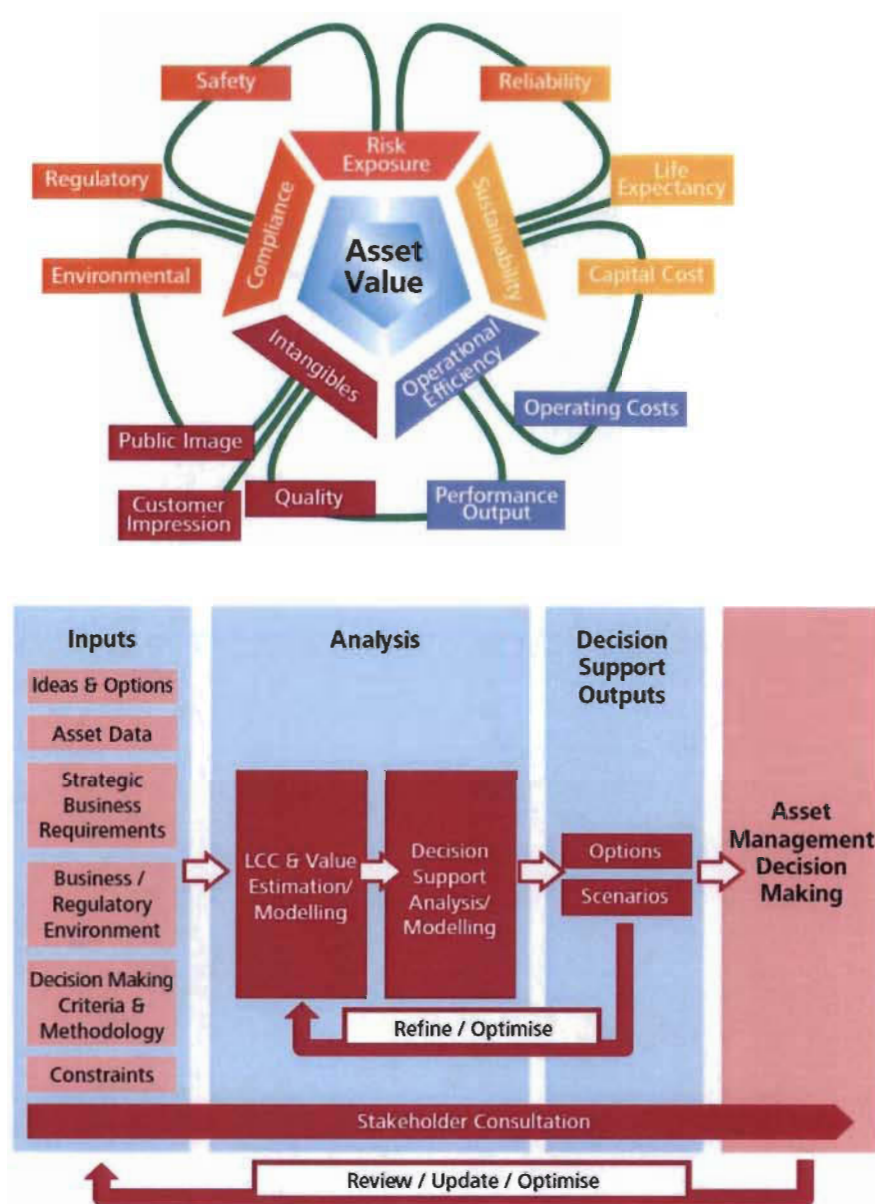 Safety
Reliability
Risk
Exposure
Regulatory
Life
Expectancy
Compliance
Sustainability
Asset
Value
Environmental
Capital Cost
Intangibles
Operational
Efficiency
Operating Costs
Public Image
Customer
Impression
Quality
Performance
Output
Inputs
Ideas & Options
Asset Data
Strategic
Business
Requirements
Business /
Regulatory
Environment
Decision Making
Criteria &
Methodology
Constraints
Analysis
LCC & Value
Estimation/
Modelling
Decision
Support
Analysis/
Modelling
Decision
Support
Outputs
Options
Scenarios
Asset
Management
Decision
Making
Refine / Optimise
Stakeholder Consultation
Review / Update / Optimise